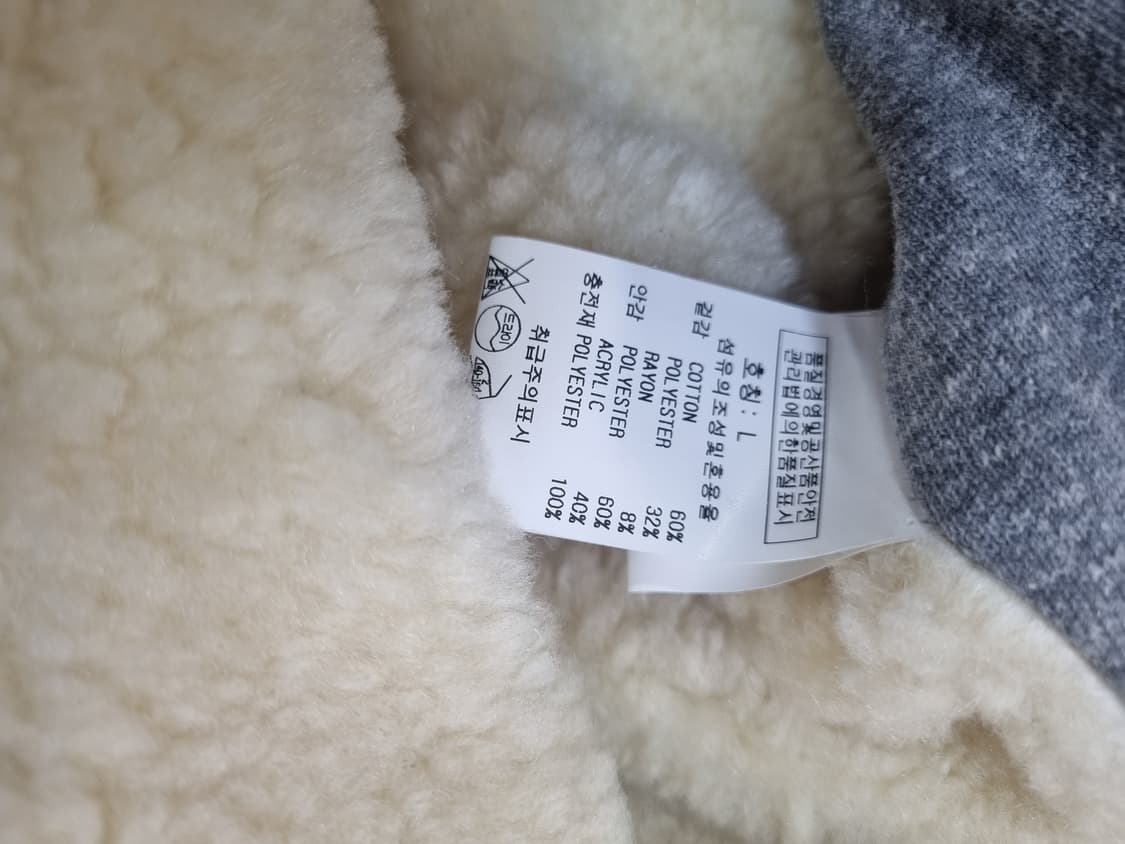 품질경영및공산품안전
관리법에의한품질표시
호칭 : L
섬유의조성및혼용율
겉감 COTTON 60%
POLYESTER 32%
RAYON 8%
안감 POLYESTER 60%
ACRYLIC 40%
충전재 POLYESTER 100%
취급주의표시
드라이